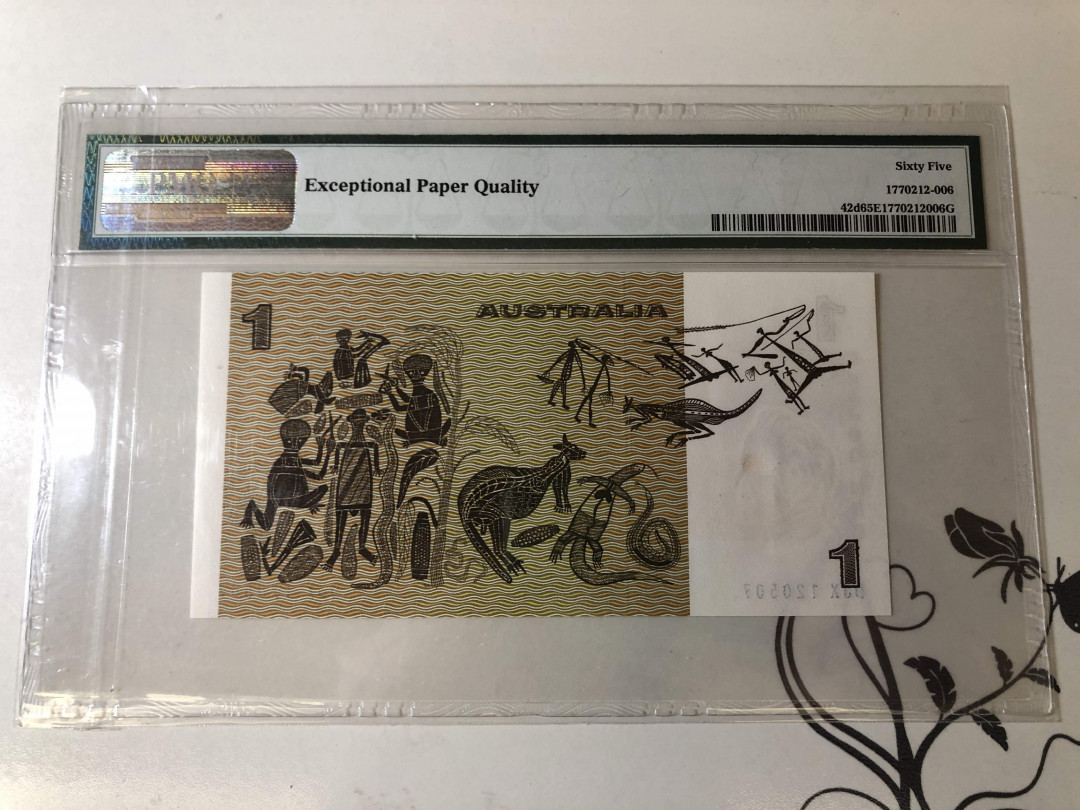 Exceptional Paper Quality
Sixty Five
1770212-006
42d65E1770212006G
1
AUSTRALIA
1